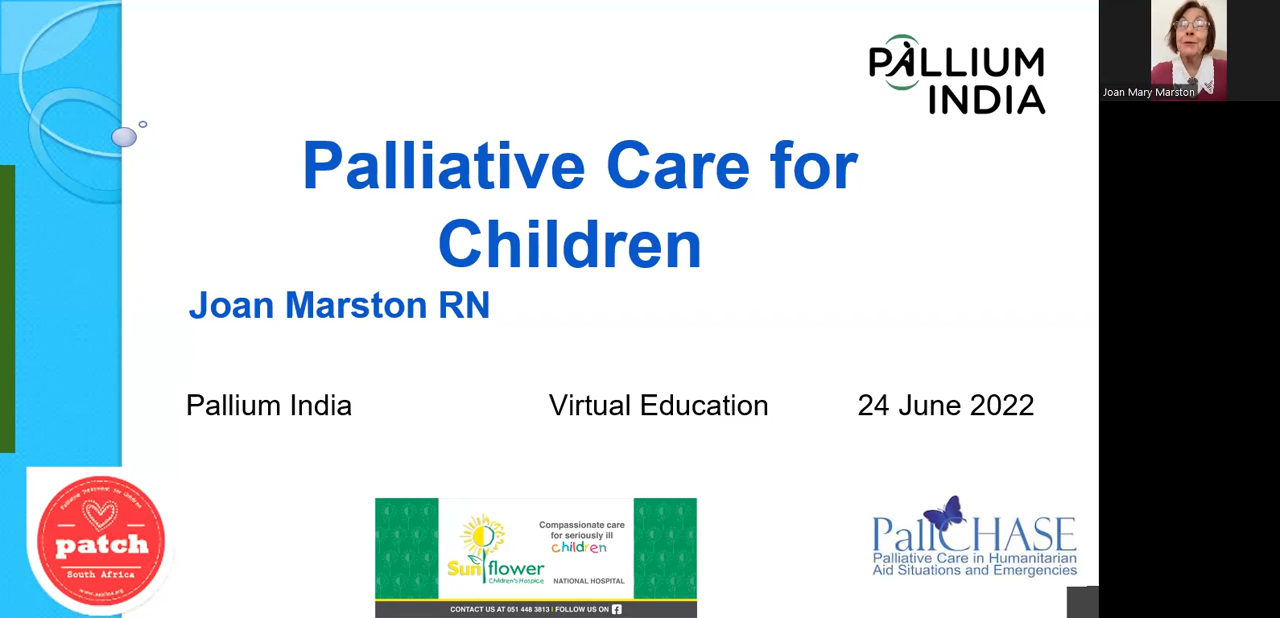 PALLIUM
INDIA
Joan Mary Marston
Palliative Care for
Children
Joan Marston RN
Pallium India Virtual Education 24 June 2022
patch
South Africa
Compassionate care
for seriously ill
children
Sunflower
Children's Hospice
NATIONAL HOSPITAL
CONTACT US AT 051 448 3813 | FOLLOW US ON
PallCHASE
Palliative Care in Humanitarian
Aid Situations and Emergencies